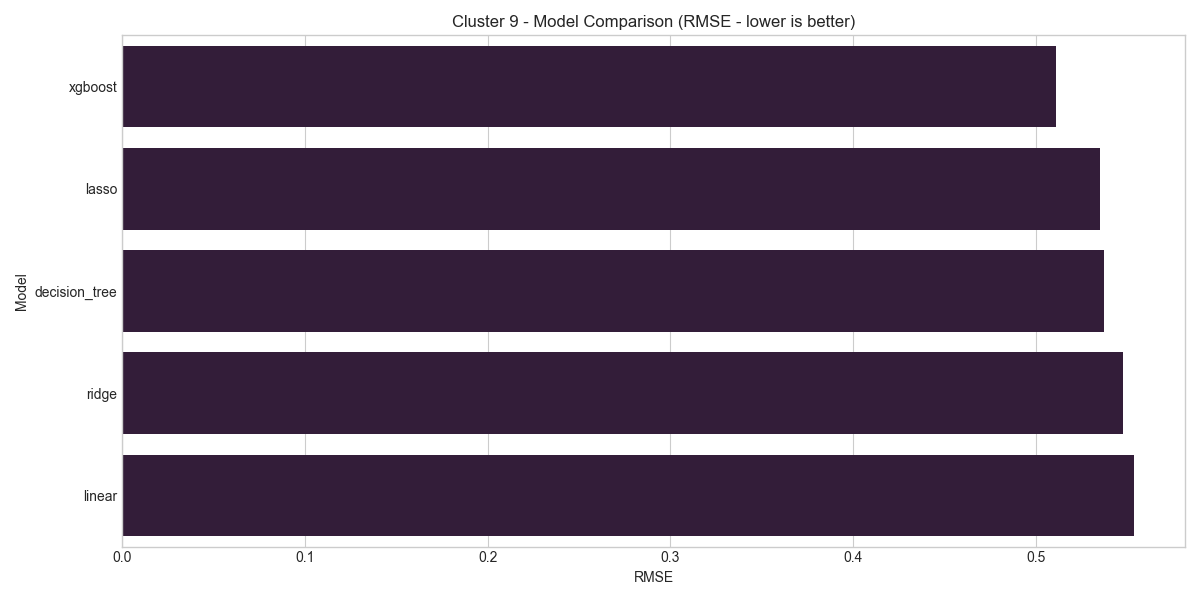 Cluster 9 - Model Comparison (RMSE - lower is better)
Model
xgboost
lasso
decision_tree
ridge
linear
0.0 0.1 0.2 0.3 0.4 0.5
RMSE